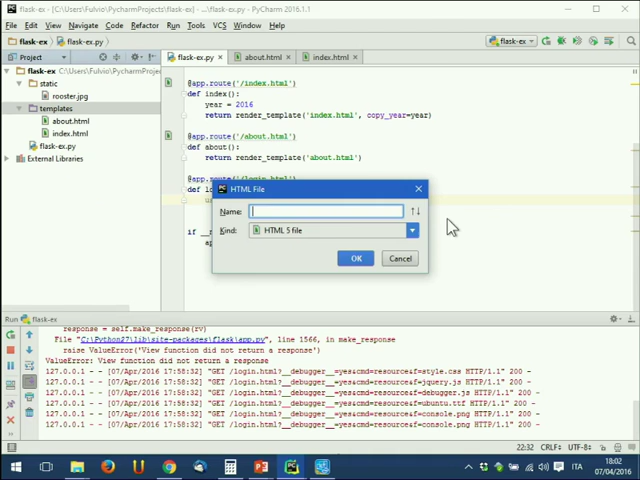 flask-ex - [C:\Users\Fulvio\PycharmProjects\flask-ex] - ...\flask-ex.py - PyCharm 2016.1.1
File Edit View Navigate Code Refactor Run Tools VCS Window Help
flask-ex flask-ex.py flask-ex
Project flask-ex.py about.html index.html
flask-ex C:\Users\Fulvio\PycharmProjec
static
rooster.jpg
templates
about.html
index.html
flask-ex.py
External Libraries
@app.route('/index.html')
def index():
year = 2016
return render_template('index.html', copy_year=year)
@app.route('/about.html')
def about():
return render_template('about.html')
@app.route('/login.html')
def lo
u
if __
ap
HTML File
Name:
Kind: HTML 5 file
OK Cancel
Run flask-ex
response = self.make_response(rv)
File "C:\Python27\lib\site-packages\flask\app.py", line 1566, in make_response
raise ValueError('View function did not return a response')
ValueError: View function did not return a response
127.0.0.1 - - [07/Apr/2016 17:58:32] "GET /login.html?__debugger__=yes&cmd=resource&f=style.css HTTP/1.1" 200 -
127.0.0.1 - - [07/Apr/2016 17:58:32] "GET /login.html?__debugger__=yes&cmd=resource&f=jquery.js HTTP/1.1" 200 -
127.0.0.1 - - [07/Apr/2016 17:58:32] "GET /login.html?__debugger__=yes&cmd=resource&f=debugger.js HTTP/1.1" 200 -
127.0.0.1 - - [07/Apr/2016 17:58:32] "GET /login.html?__debugger__=yes&cmd=resource&f=ubuntu.ttf HTTP/1.1" 200 -
127.0.0.1 - - [07/Apr/2016 17:58:32] "GET /login.html?__debugger__=yes&cmd=resource&f=console.png HTTP/1.1" 200 -
127.0.0.1 - - [07/Apr/2016 17:58:32] "GET /login.html?__debugger__=yes&cmd=resource&f=console.png HTTP/1.1" 200 -
22:32 CRLF÷ UTF-8÷
ITA 18:02
07/04/2016